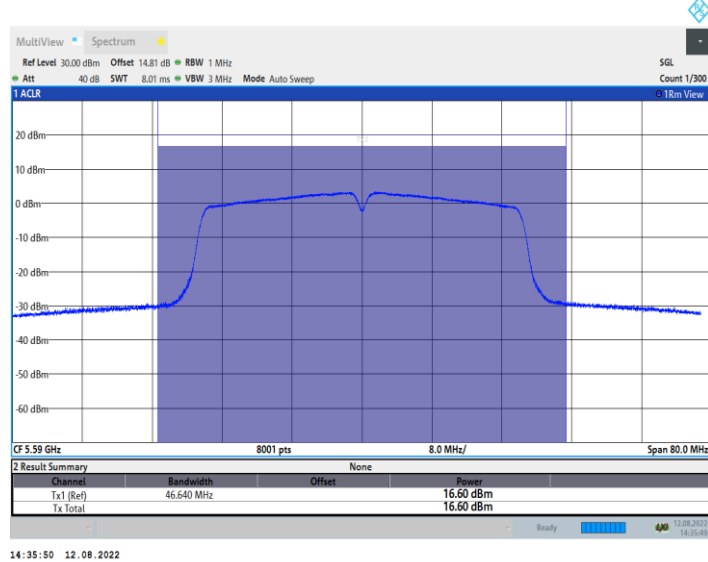 MultiView Spectrum
Ref Level 30.00 dBm Offset 14.81 dB RBW 1 MHz SGL
Att 40 dB SWT 8.01 ms VBW 3 MHz Mode Auto Sweep Count 1/300
1 ACLR 1Rm View
20 dBm
10 dBm
0 dBm
-10 dBm
-20 dBm
-30 dBm
-40 dBm
-50 dBm
-60 dBm
CF 5.59 GHz 8001 pts 8.0 MHz/ Span 80.0 MHz
2 Result Summary None
Channel Bandwidth Offset Power
Tx1 (Ref) 46.640 MHz 16.60 dBm
Tx Total 16.60 dBm
Ready 12.08.2022
14:35:49
14:35:50 12.08.2022